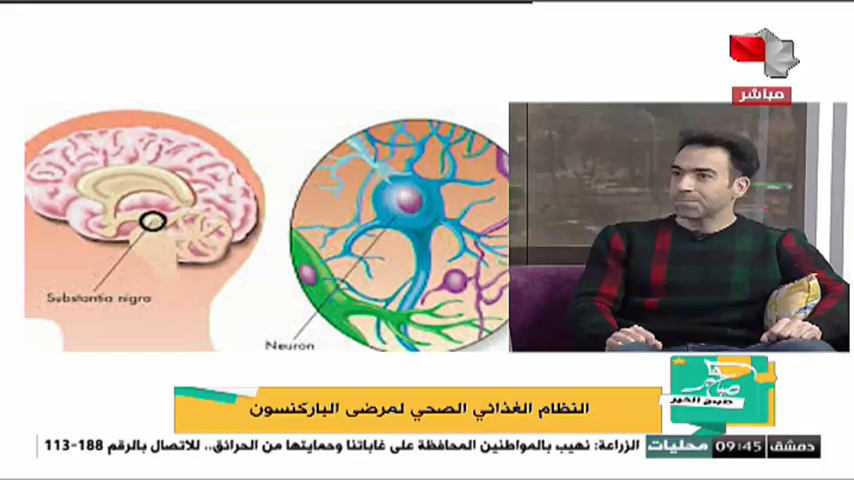 مباشر
Substantia nigra
Neuron
النظام الغذائي الصحي لمرضى الباركنسون
صباح الخير
دمشق 09:45 محليات الزراعة: نهيب بالمواطنين المحافظة على غاباتنا وحمايتها من الحرائق.. للاتصال بالرقم 188-113